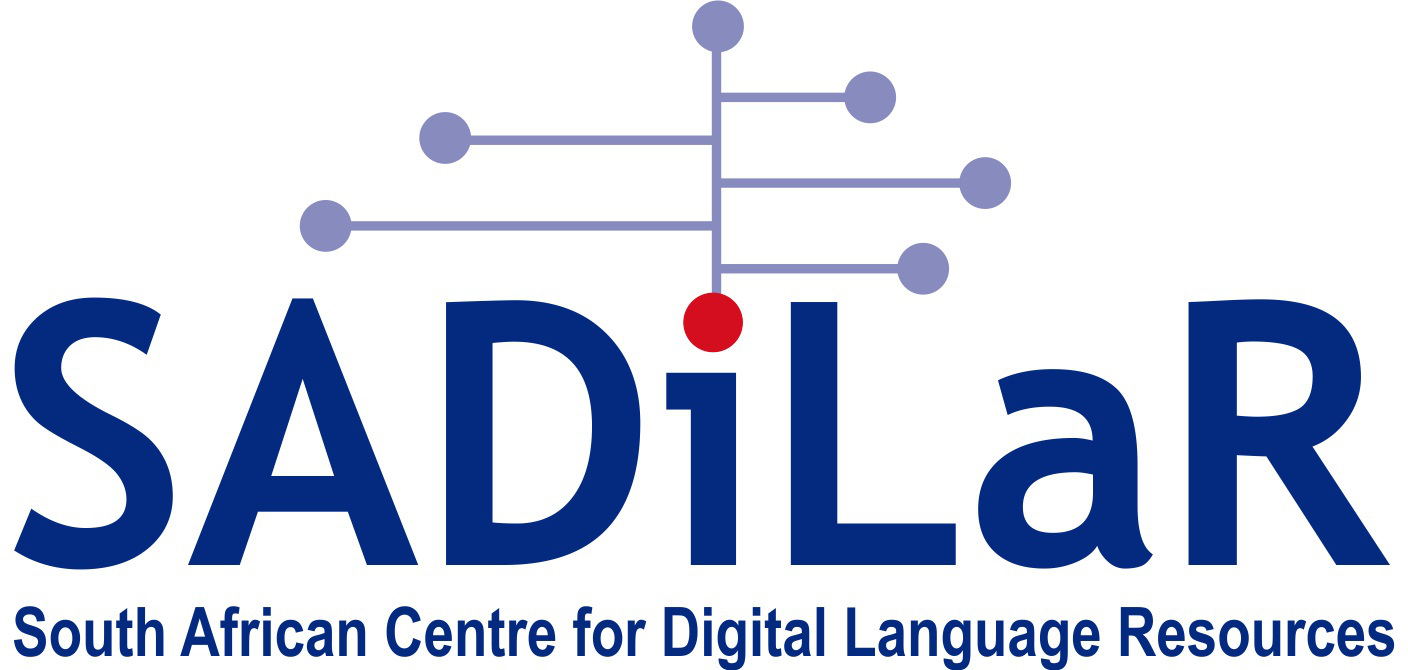 SADiLaR
South African Centre for Digital Language Resources